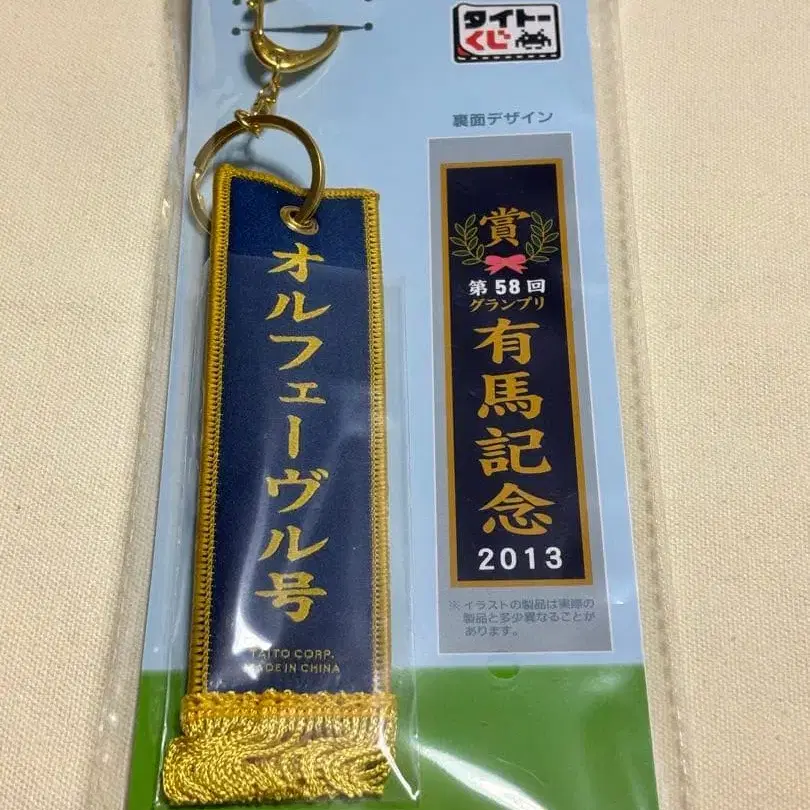 タイトー
くじ
裏面デザイン
オルフェーヴル号
TAITO CORP.
MADE IN CHINA
賞
第58回
グランプリ
有馬記念
2013
※イラストの製品は実際の
製品と多少異なることが
あります。